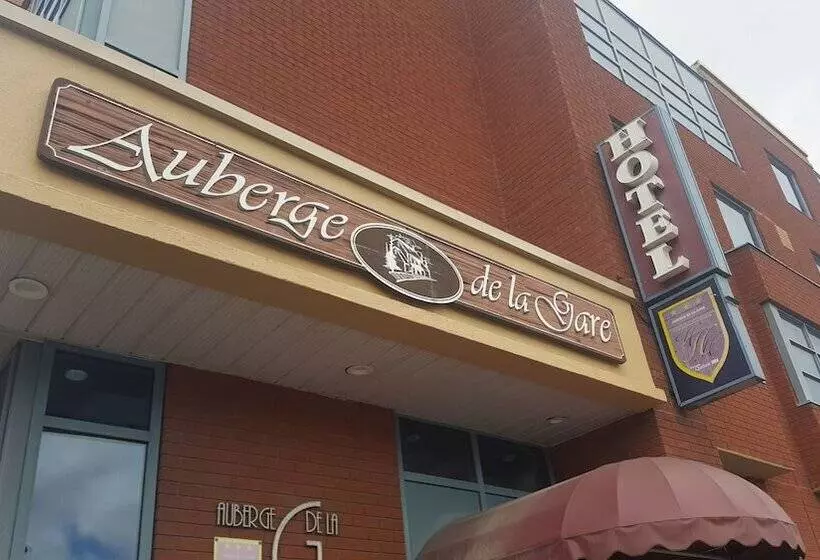 Auberge de la Gare
HOTEL
AUBERGE DE LA
G